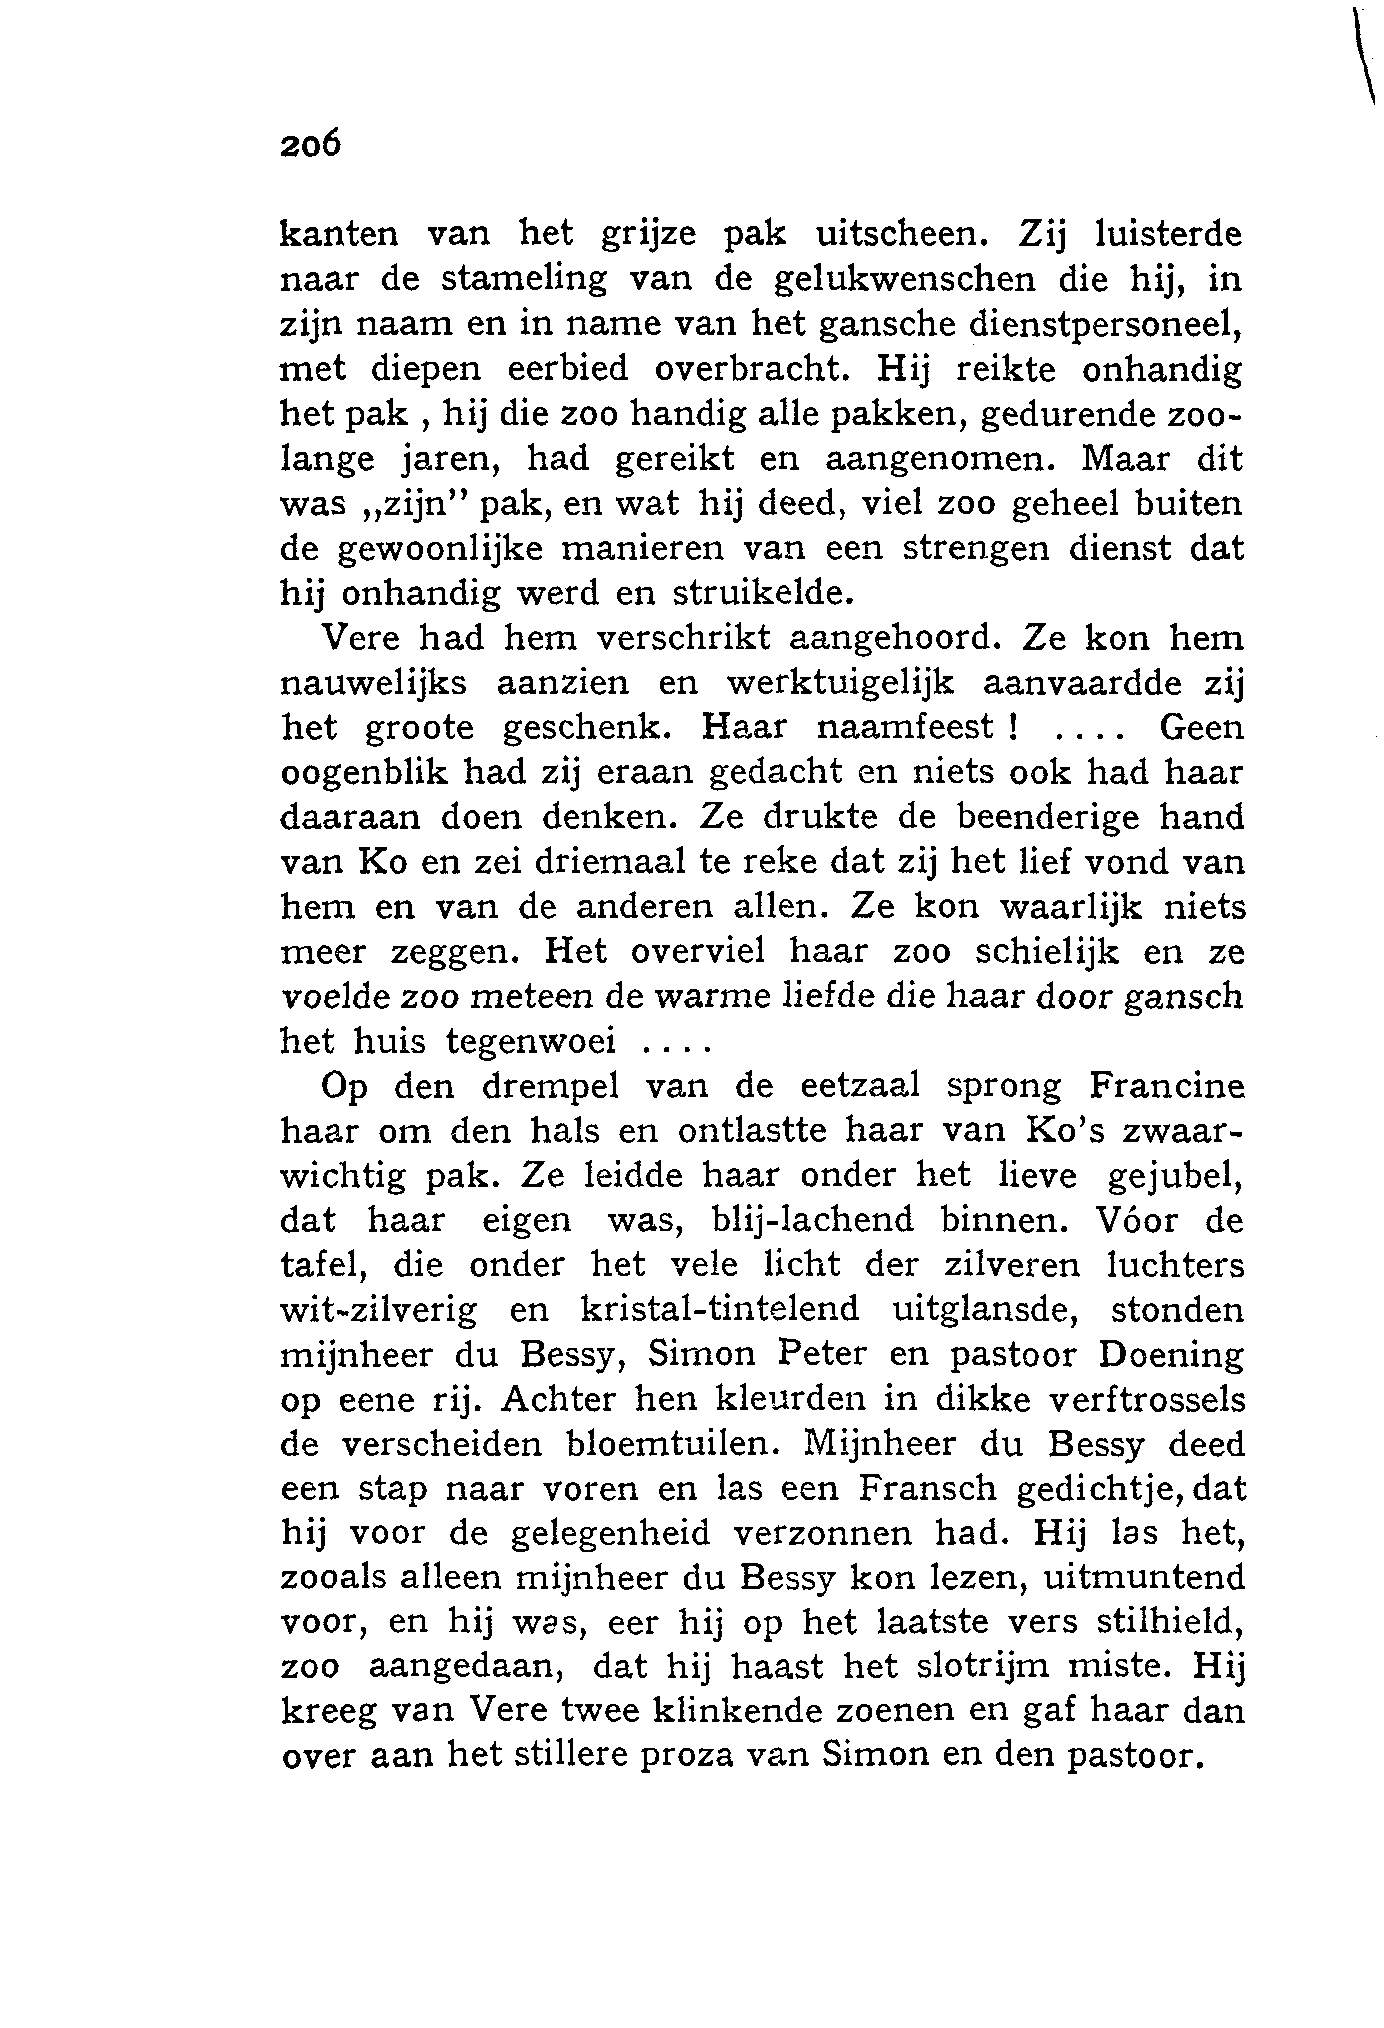 206
kanten van het grijze pak uitscheen. Zij luisterde
naar de stameling van de gelukwenschen die hij, in
zijn naam en in name van het gansche dienstpersoneel,
met diepen eerbied overbracht. Hij reikte onhandig
het pak , hij die zoo handig alle pakken, gedurende zoo-
lange jaren, had gereikt en aangenomen. Maar dit
was ,,zijn” pak, en wat hij deed, viel zoo geheel buiten
de gewoonlijke manieren van een strengen dienst dat
hij onhandig werd en struikelde.
Vere had hem verschrikt aangehoord. Ze kon hem
nauwelijks aanzien en werktuigelijk aanvaardde zij
het groote geschenk. Haar naamfeest ! .... Geen
oogenblik had zij eraan gedacht en niets ook had haar
daaraan doen denken. Ze drukte de beenderige hand
van Ko en zei driemaal te reke dat zij het lief vond van
hem en van de anderen allen. Ze kon waarlijk niets
meer zeggen. Het overviel haar zoo schielijk en ze
voelde zoo meteen de warme liefde die haar door gansch
het huis tegenwoei ....
Op den drempel van de eetzaal sprong Francine
haar om den hals en ontlastte haar van Ko's zwaar-
wichtig pak. Ze leidde haar onder het lieve gejubel,
dat haar eigen was, blij-lachend binnen. Vóor de
tafel, die onder het vele licht der zilveren luchters
wit-zilverig en kristal-tintelend uitglansde, stonden
mijnheer du Bessy, Simon Peter en pastoor Doening
op eene rij. Achter hen kleurden in dikke verftrossels
de verscheiden bloemtuilen. Mijnheer du Bessy deed
een stap naar voren en las een Fransch gedichtje, dat
hij voor de gelegenheid verzonnen had. Hij las het,
zooals alleen mijnheer du Bessy kon lezen, uitmuntend
voor, en hij was, eer hij op het laatste vers stilhield,
zoo aangedaan, dat hij haast het slotrijm miste. Hij
kreeg van Vere twee klinkende zoenen en gaf haar dan
over aan het stillere proza van Simon en den pastoor.